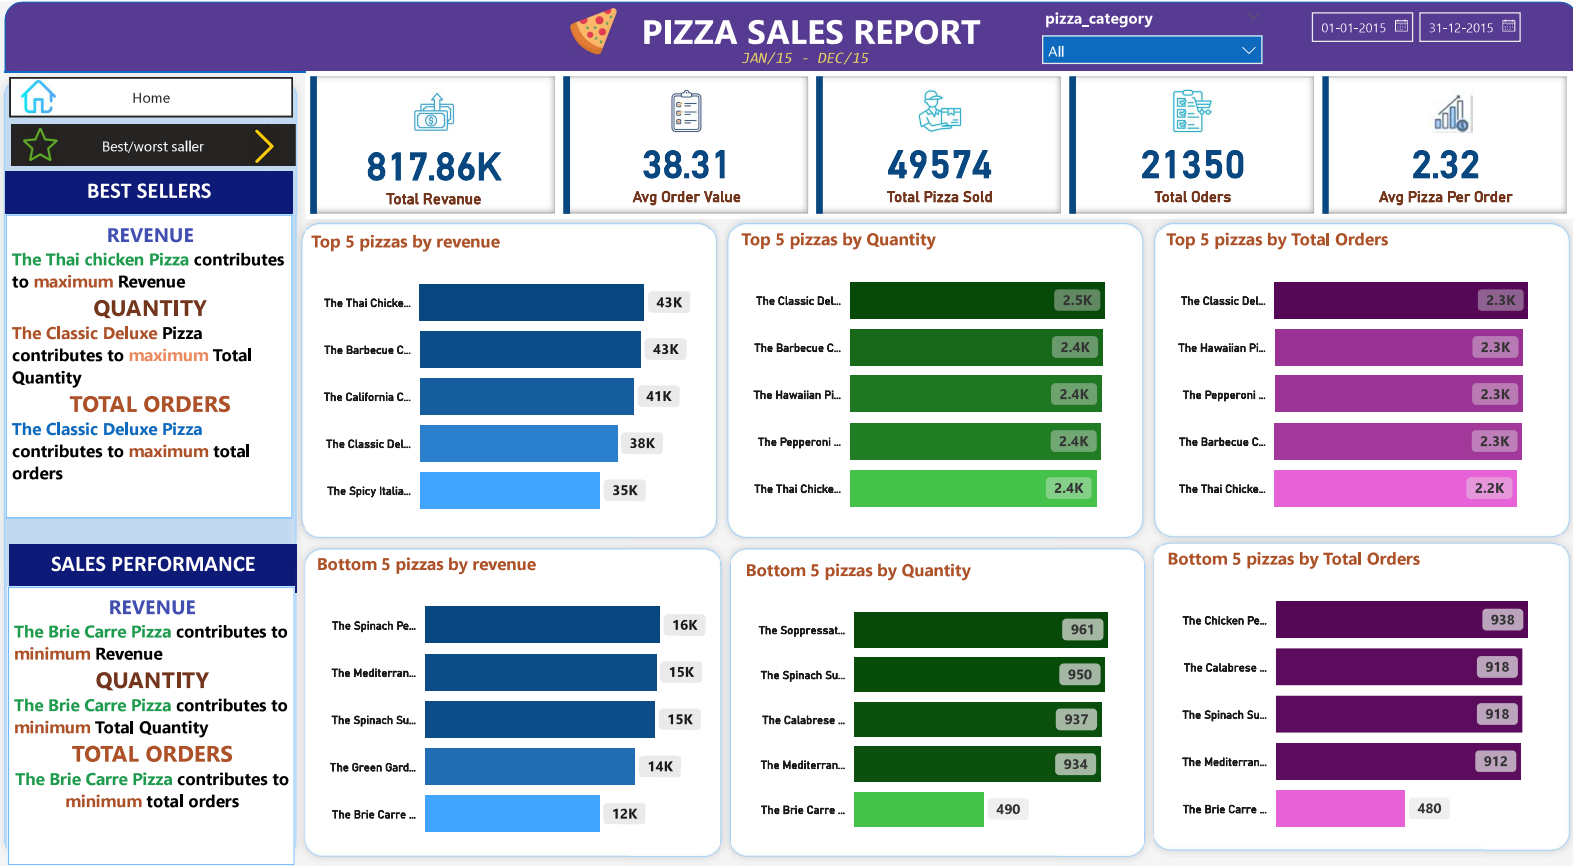 PIZZA SALES REPORT
JAN/15 - DEC/15
pizza_category
All
01-01-2015
31-12-2015
Home
Best/worst saller
817.86K
Total Revanue
38.31
Avg Order Value
49574
Total Pizza Sold
21350
Total Oders
2.32
Avg Pizza Per Order
BEST SELLERS
REVENUE
The Thai chicken Pizza contributes
to maximum Revenue
QUANTITY
The Classic Deluxe Pizza
contributes to maximum Total
Quantity
TOTAL ORDERS
The Classic Deluxe Pizza
contributes to maximum total
orders
SALES PERFORMANCE
REVENUE
The Brie Carre Pizza contributes to
minimum Revenue
QUANTITY
The Brie Carre Pizza contributes to
minimum Total Quantity
TOTAL ORDERS
The Brie Carre Pizza contributes to
minimum total orders
Top 5 pizzas by revenue
The Thai Chicke... 43K
The Barbecue C... 43K
The California C... 41K
The Classic Del... 38K
The Spicy Italia... 35K
Top 5 pizzas by Quantity
The Classic Del... 2.5K
The Barbecue C... 2.4K
The Hawaiian Pi... 2.4K
The Pepperoni ... 2.4K
The Thai Chicke... 2.4K
Top 5 pizzas by Total Orders
The Classic Del... 2.3K
The Hawaiian Pi... 2.3K
The Pepperoni ... 2.3K
The Barbecue C... 2.3K
The Thai Chicke... 2.2K
Bottom 5 pizzas by revenue
The Spinach Pe... 16K
The Mediterran... 15K
The Spinach Su... 15K
The Green Gard... 14K
The Brie Carre ... 12K
Bottom 5 pizzas by Quantity
The Soppressat... 961
The Spinach Su... 950
The Calabrese ... 937
The Mediterran... 934
The Brie Carre ... 490
Bottom 5 pizzas by Total Orders
The Chicken Pe... 938
The Calabrese ... 918
The Spinach Su... 918
The Mediterran... 912
The Brie Carre ... 480